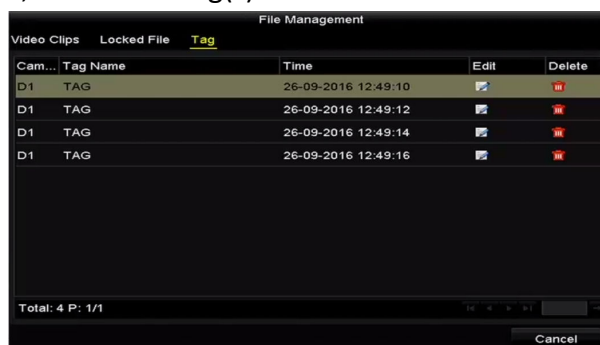 File Management
Video Clips Locked File Tag
Cam... Tag Name Time Edit Delete
D1 TAG 26-09-2016 12:49:10
D1 TAG 26-09-2016 12:49:12
D1 TAG 26-09-2016 12:49:14
D1 TAG 26-09-2016 12:49:16
Total: 4 P: 1/1
Cancel